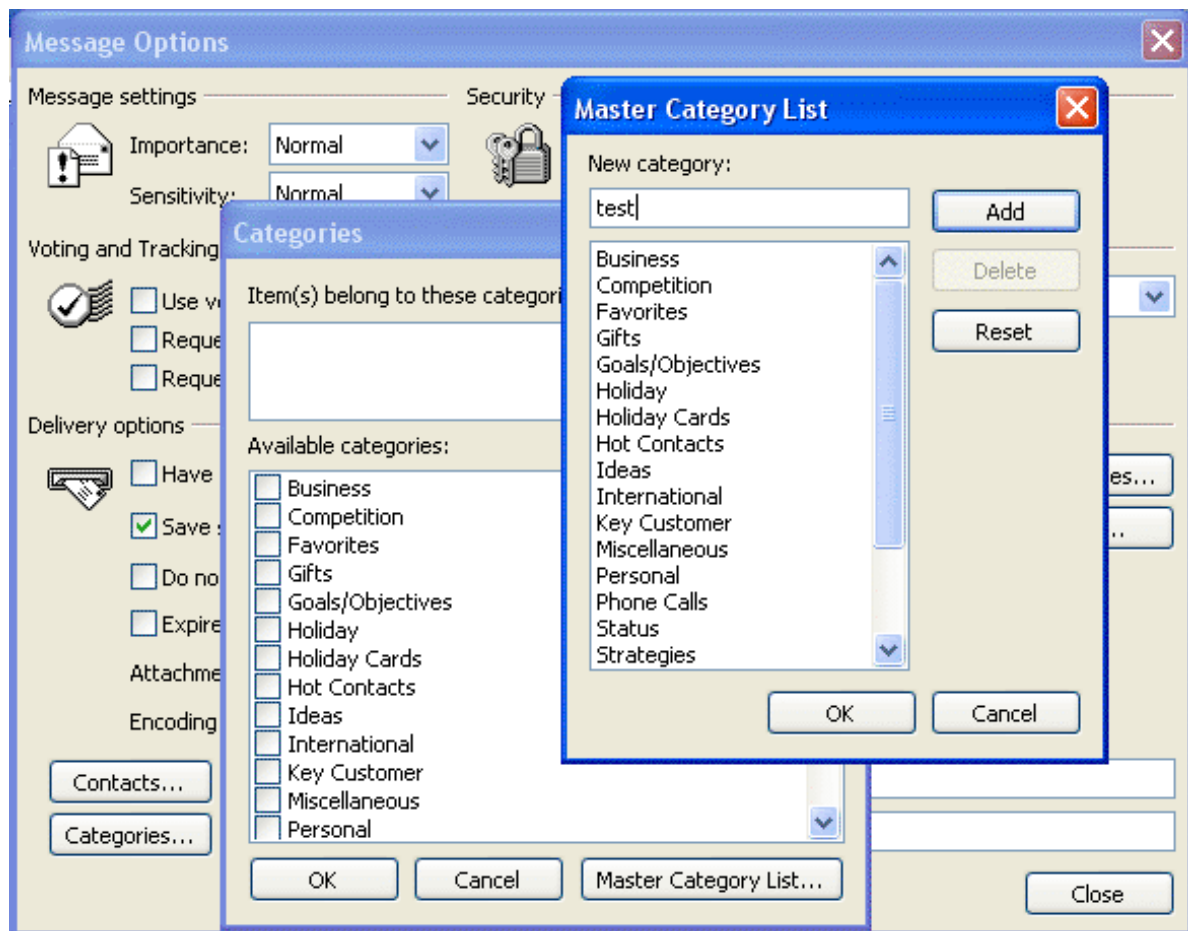 Message Options
Message settings
Importance: Normal
Sensitivity: Normal
Security
Voting and Tracking
Use
Reque
Reque
Delivery options
Have
Save
Do no
Expire
Attachme
Encoding
Contacts...
Categories...
es...
..
Close
Categories
Item(s) belong to these categori
Available categories:
Business
Competition
Favorites
Gifts
Goals/Objectives
Holiday
Holiday Cards
Hot Contacts
Ideas
International
Key Customer
Miscellaneous
Personal
OK Cancel Master Category List...
Master Category List
New category:
test
Add
Delete
Reset
Business
Competition
Favorites
Gifts
Goals/Objectives
Holiday
Holiday Cards
Hot Contacts
Ideas
International
Key Customer
Miscellaneous
Personal
Phone Calls
Status
Strategies
OK Cancel